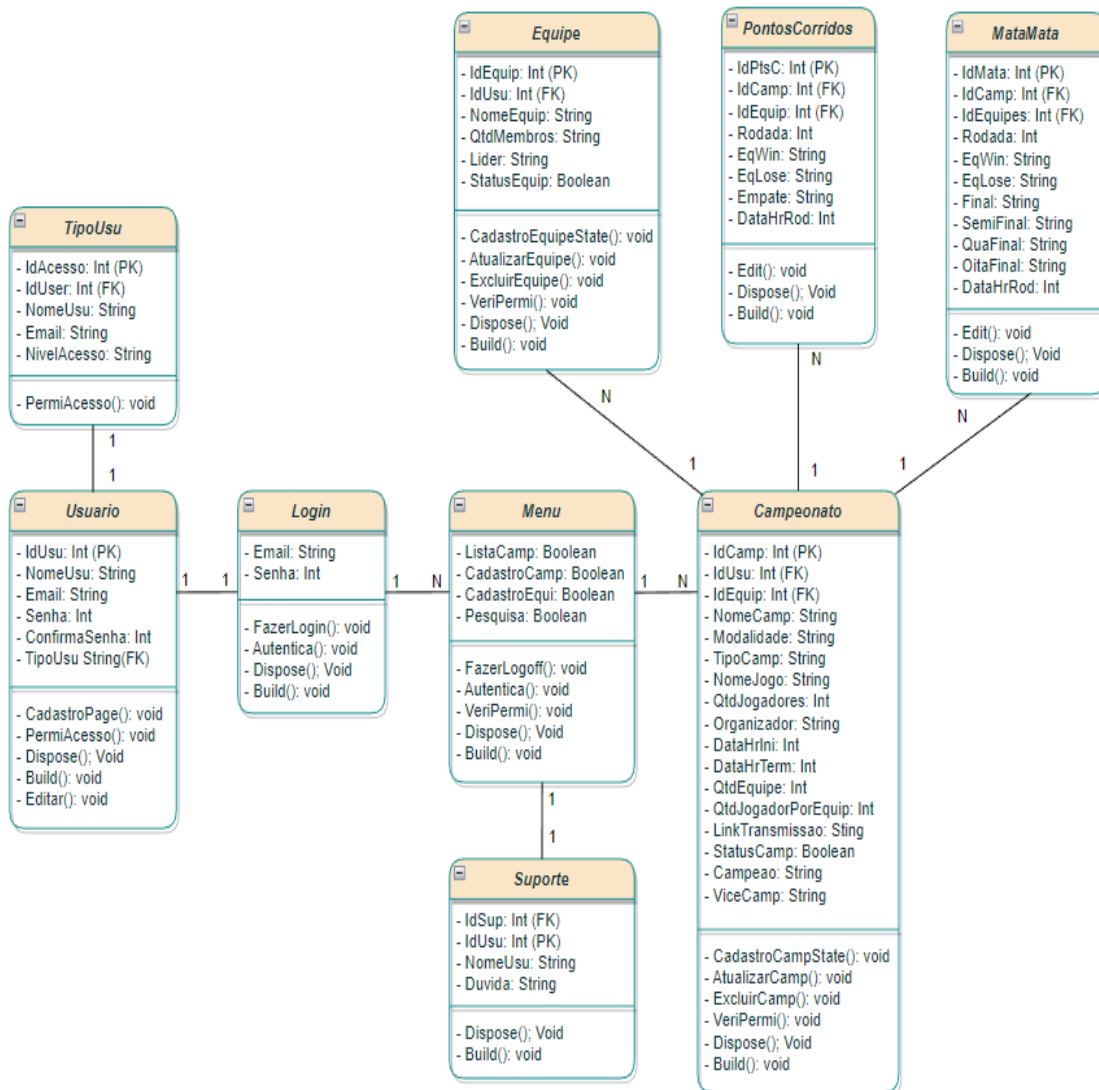 Equipe
- IdEquip: Int (PK)
- IdUsu: Int (FK)
- NomeEquip: String
- QtdMembros: String
- Lider: String
- StatusEquip: Boolean
- CadastroEquipeState(): void
- AtualizarEquipe(): void
- ExcluirEquipe(): void
- VeriPermi(): void
- Dispose(); Void
- Build(): void
PontosCorridos
- IdPtsC: Int (PK)
- IdCamp: Int (FK)
- IdEquip: Int (FK)
- Rodada: Int
- EqWin: String
- EqLose: String
- Empate: String
- DataHrRod: Int
- Edit(): void
- Dispose(); Void
- Build(): void
MataMata
- IdMata: Int (PK)
- IdCamp: Int (FK)
- IdEquipes: Int (FK)
- Rodada: Int
- EqWin: String
- EqLose: String
- Final: String
- SemiFinal: String
- QuaFinal: String
- OitaFinal: String
- DataHrRod: Int
- Edit(): void
- Dispose(); Void
- Build(): void
TipoUsu
- IdAcesso: Int (PK)
- IdUser: Int (FK)
- NomeUsu: String
- Email: String
- NivelAcesso: String
- PermiAcesso(): void
N
N
N
1
1
1
1
1
Usuario
- IdUsu: Int (PK)
- NomeUsu: String
- Email: String
- Senha: Int
- ConfirmaSenha: Int
- TipoUsu String(FK)
- CadastroPage(): void
- PermiAcesso(): void
- Dispose(); Void
- Build(): void
- Editar(): void
1 1
Login
- Email: String
- Senha: Int
- FazerLogin(): void
- Autentica(): void
- Dispose(); Void
- Build(): void
1 N
Menu
- ListaCamp: Boolean
- CadastroCamp: Boolean
- CadastroEqui: Boolean
- Pesquisa: Boolean
- FazerLogoff(): void
- Autentica(): void
- VeriPermi(): void
- Dispose(); Void
- Build(): void
1 N
Campeonato
- IdCamp: Int (PK)
- IdUsu: Int (FK)
- IdEquip: Int (FK)
- NomeCamp: String
- Modalidade: String
- TipoCamp: String
- NomeJogo: String
- QtdJogadores: Int
- Organizador: String
- DataHrIni: Int
- DataHrTerm: Int
- QtdEquipe: Int
- QtdJogadorPorEquip: Int
- LinkTransmissao: Sting
- StatusCamp: Boolean
- Campeao: String
- ViceCamp: String
- CadastroCampState(): void
- AtualizarCamp(): void
- ExcluirCamp(): void
- VeriPermi(): void
- Dispose(); Void
- Build(): void
1
1
Suporte
- IdSup: Int (FK)
- IdUsu: Int (PK)
- NomeUsu: String
- Duvida: String
- Dispose(); Void
- Build(): void